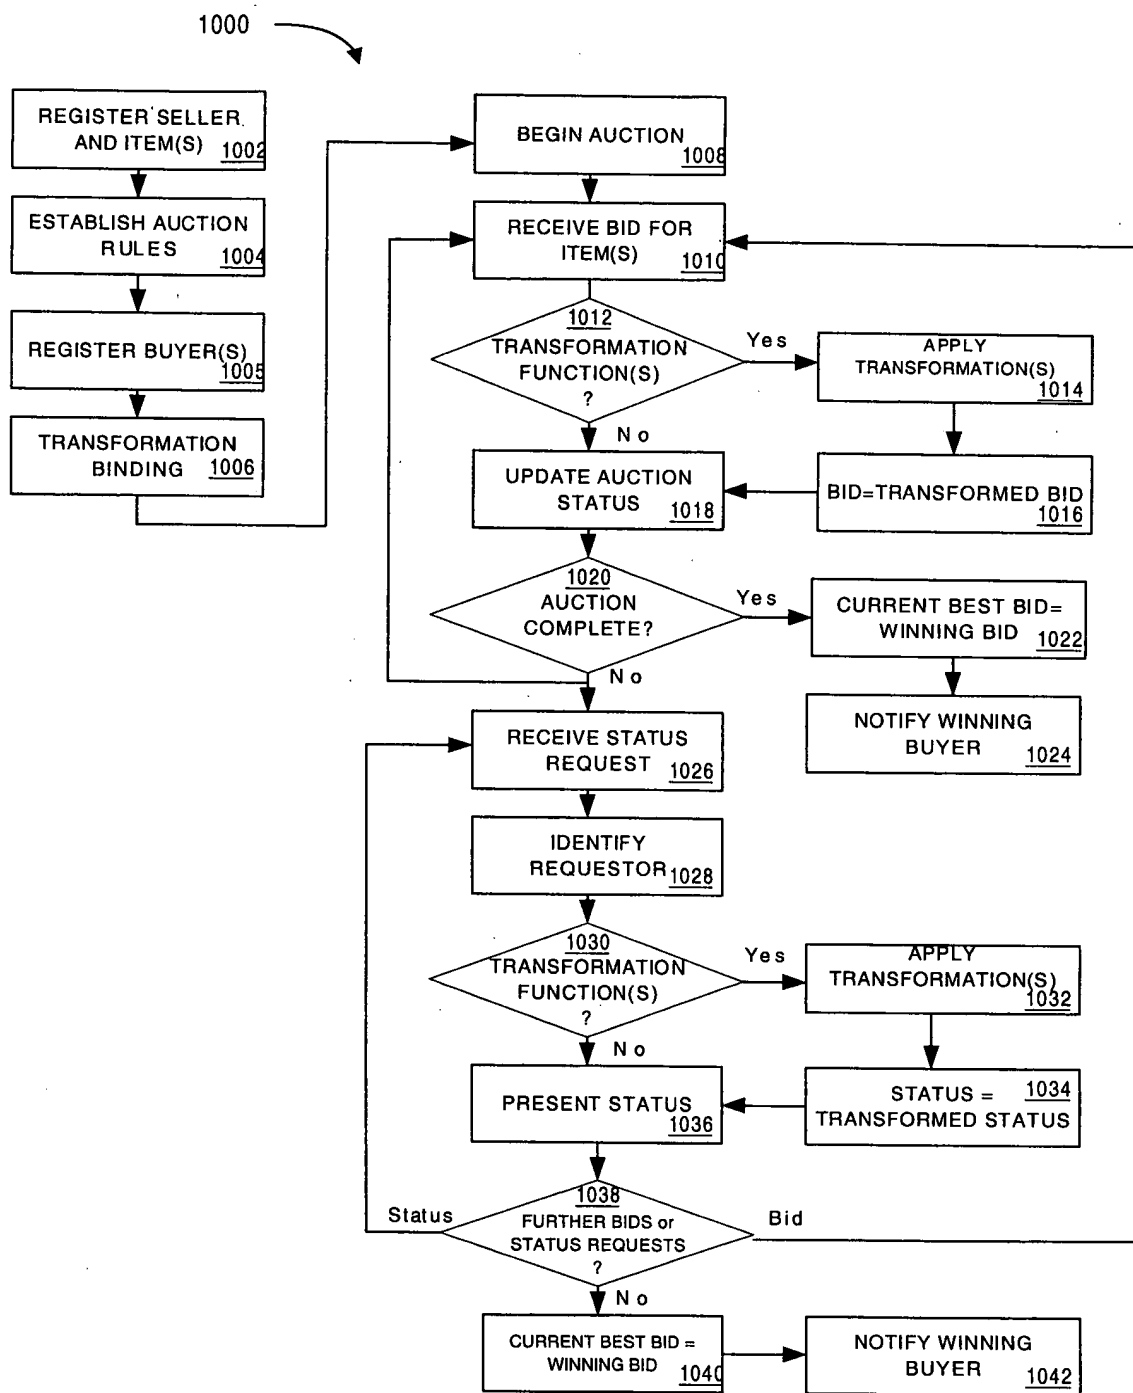 1000
REGISTER SELLER
AND ITEM(S) 1002
ESTABLISH AUCTION
RULES 1004
REGISTER BUYER(S)
1005
TRANSFORMATION
BINDING 1006
BEGIN AUCTION
1008
RECEIVE BID FOR
ITEM(S) 1010
1012
TRANSFORMATION
FUNCTION(S)
?
Yes
No
APPLY
TRANSFORMATION(S)
1014
BID=TRANSFORMED BID
1016
UPDATE AUCTION
STATUS 1018
1020
AUCTION
COMPLETE?
Yes
No
CURRENT BEST BID=
WINNING BID 1022
NOTIFY WINNING
BUYER 1024
RECEIVE STATUS
REQUEST 1026
IDENTIFY
REQUESTOR 1028
1030
TRANSFORMATION
FUNCTION(S)
?
Yes
No
APPLY
TRANSFORMATION(S)
1032
STATUS = 1034
TRANSFORMED STATUS
PRESENT STATUS
1036
1038
FURTHER BIDS or
STATUS REQUESTS
?
Status
Bid
No
CURRENT BEST BID =
WINNING BID 1040
NOTIFY WINNING
BUYER 1042